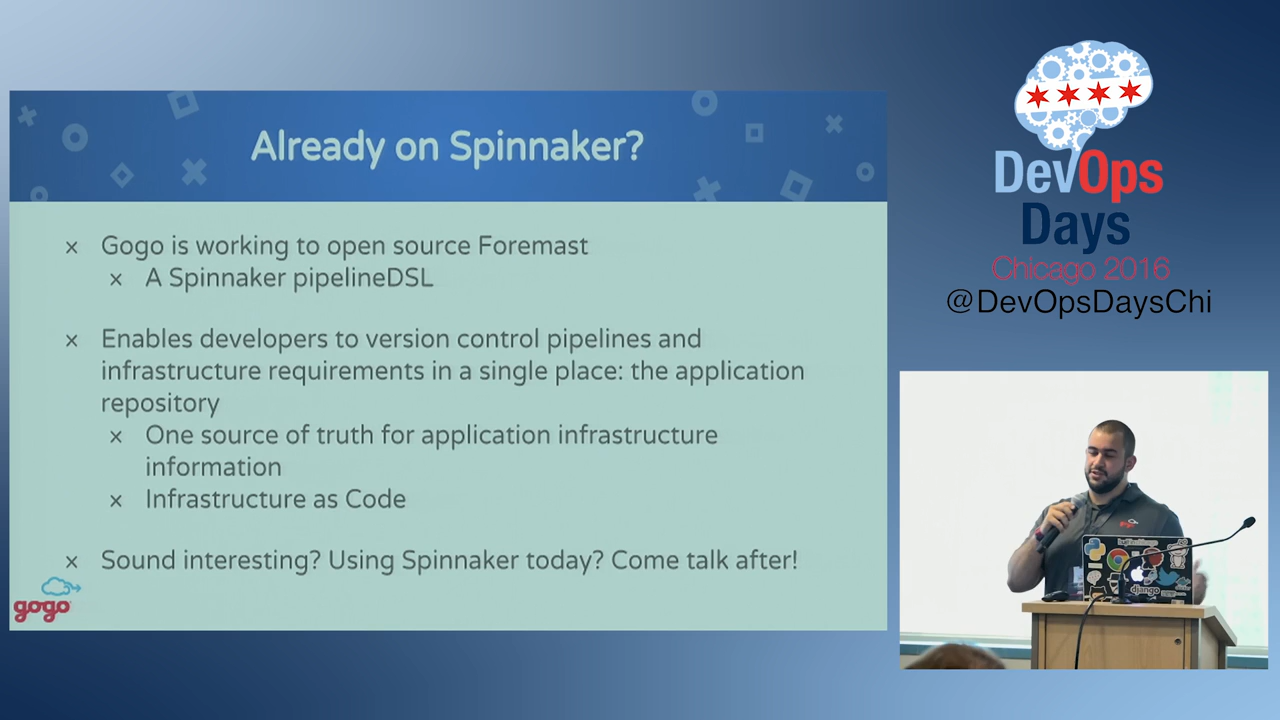 Already on Spinnaker?
× Gogo is working to open source Foremast
× A Spinnaker pipelineDSL
× Enables developers to version control pipelines and
infrastructure requirements in a single place: the application
repository
× One source of truth for application infrastructure
information
× Infrastructure as Code
× Sound interesting? Using Spinnaker today? Come talk after!
gogo
DevOps
Days
Chicago 2016
@DevOpsDaysChi
gogo
django